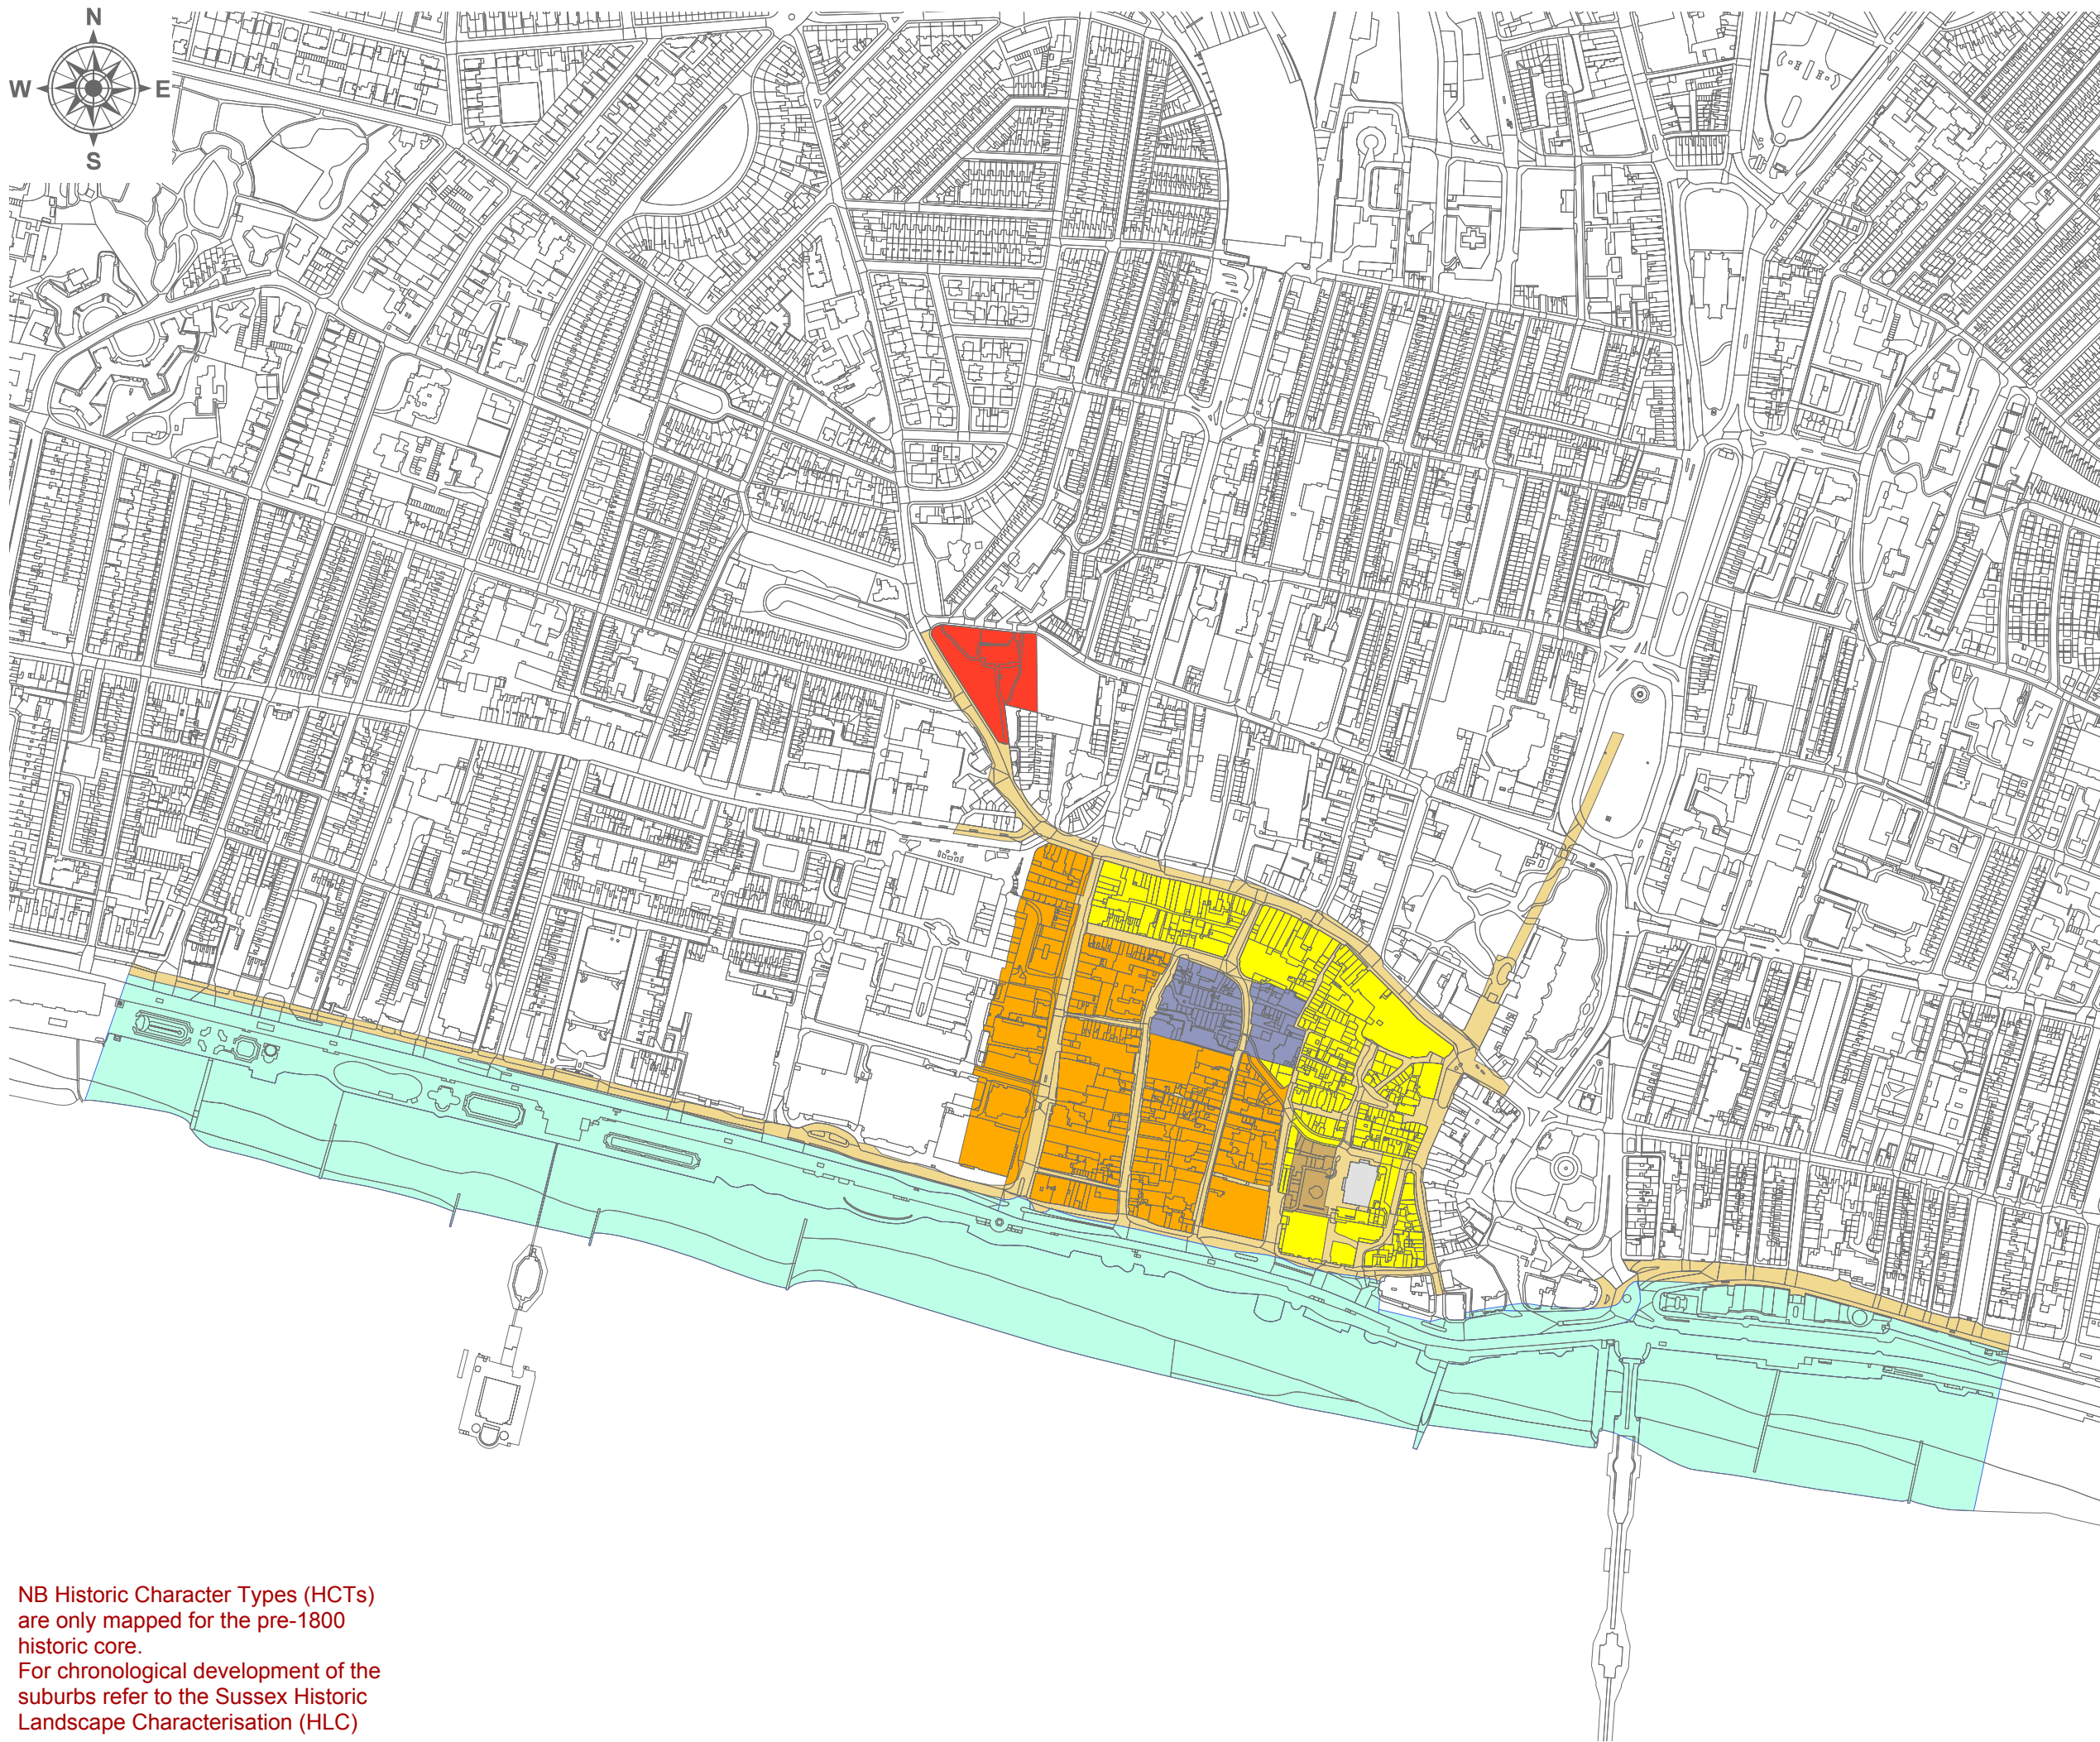 N
W E
S
NB Historic Character Types (HCTs)
are only mapped for the pre-1800
historic core.
For chronological development of the
suburbs refer to the Sussex Historic
Landscape Characterisation (HLC)